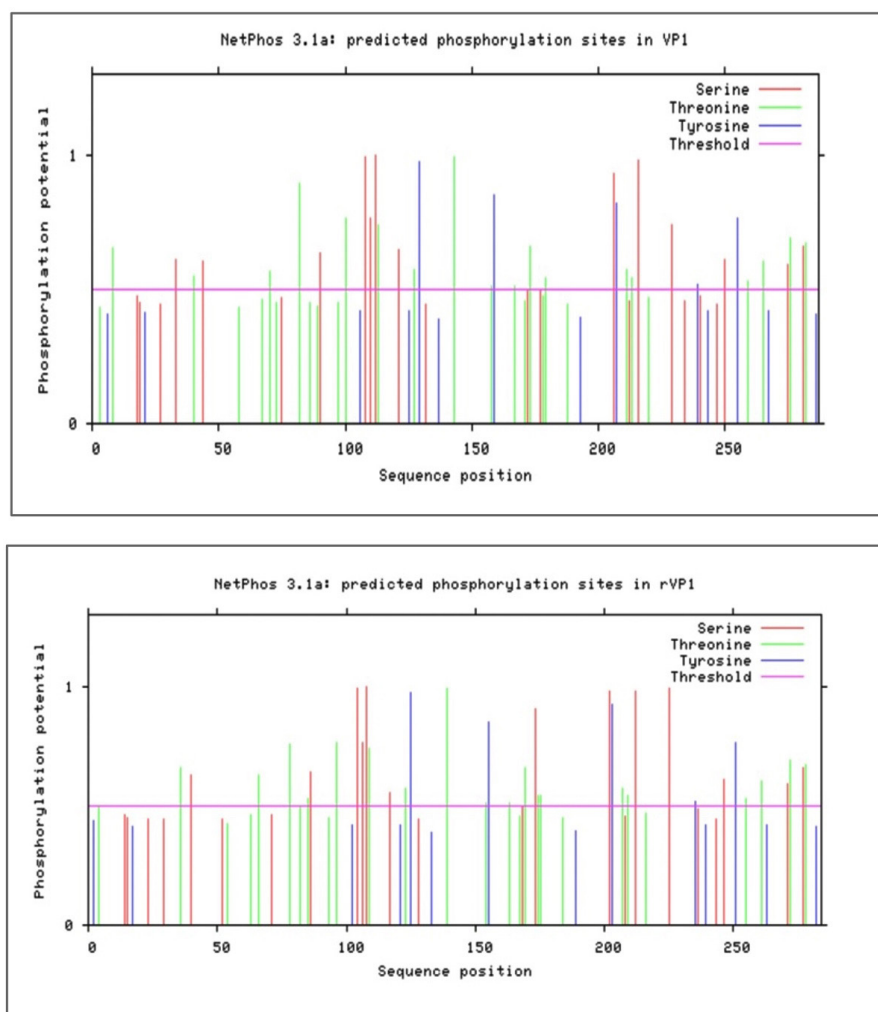 NetPhos 3.1a: predicted phosphorylation sites in VP1
Serine
Threonine
Tyrosine
Threshold
Phosphorylation potential
1
0
0 50 100 150 200 250
Sequence position
NetPhos 3.1a: predicted phosphorylation sites in rVP1
Serine
Threonine
Tyrosine
Threshold
Phosphorylation potential
1
0
0 50 100 150 200 250
Sequence position